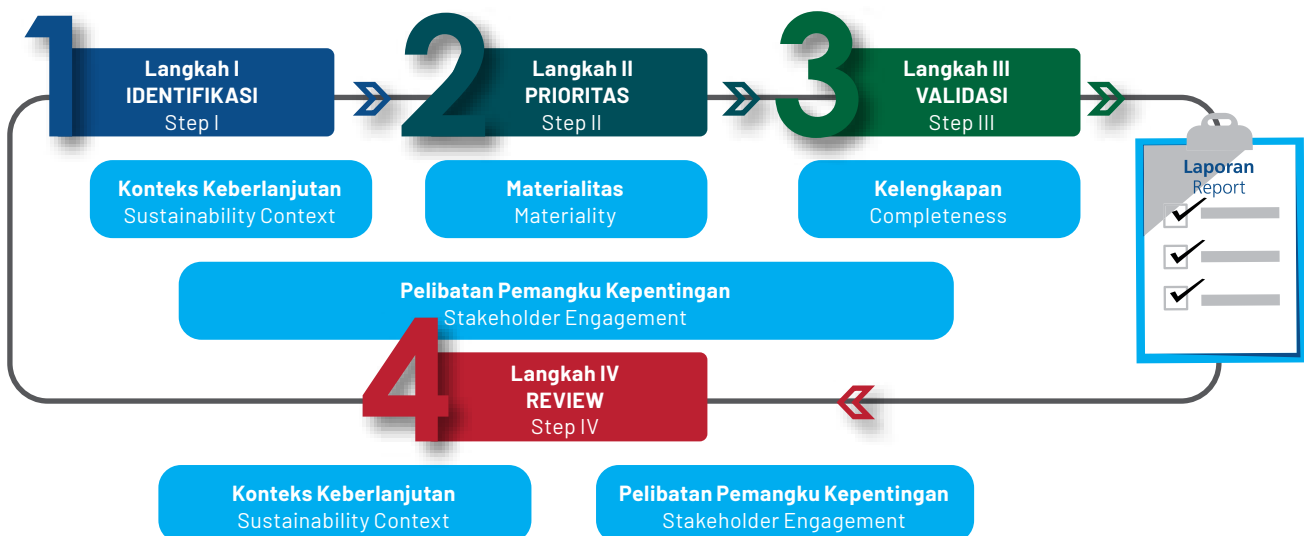 1
Langkah I
IDENTIFIKASI
Step I
2
Langkah II
PRIORITAS
Step II
3
Langkah III
VALIDASI
Step III
Konteks Keberlanjutan
Sustainability Context
Materialitas
Materiality
Kelengkapan
Completeness
Laporan
Report
Pelibatan Pemangku Kepentingan
Stakeholder Engagement
4
Langkah IV
REVIEW
Step IV
Konteks Keberlanjutan
Sustainability Context
Pelibatan Pemangku Kepentingan
Stakeholder Engagement